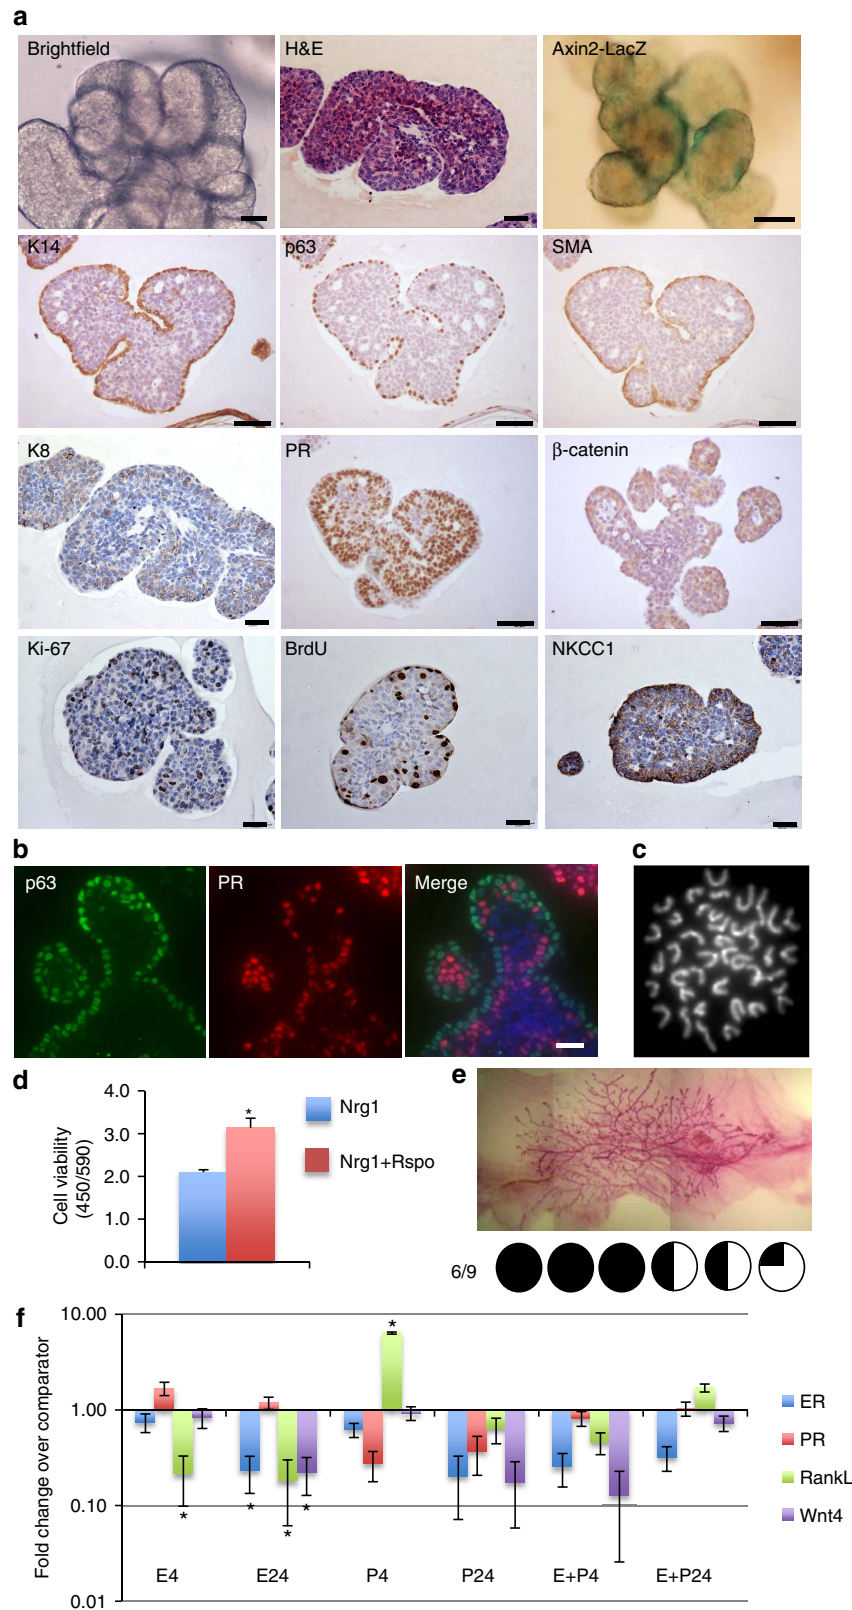 a
Brightfield
H&E
Axin2-LacZ
K14
p63
SMA
K8
PR
β-catenin
Ki-67
BrdU
NKCC1
b
p63
PR
Merge
c
d
Cell viability
(450/590)
4.0
3.0
2.0
1.0
0.0
*
Nrg1
Nrg1+Rspo
e
6/9
f
Fold change over comparator
10.00
1.00
0.10
0.01
*
*
*
*
*
E4
E24
P4
P24
E+P4
E+P24
ER
PR
RankL
Wnt4